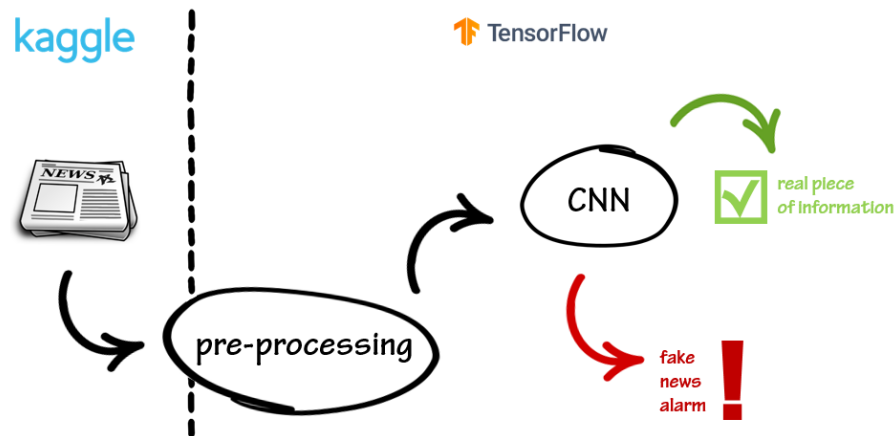 kaggle
TensorFlow
NEWS
CNN
real piece
of information
pre-processing
fake
news
alarm
!